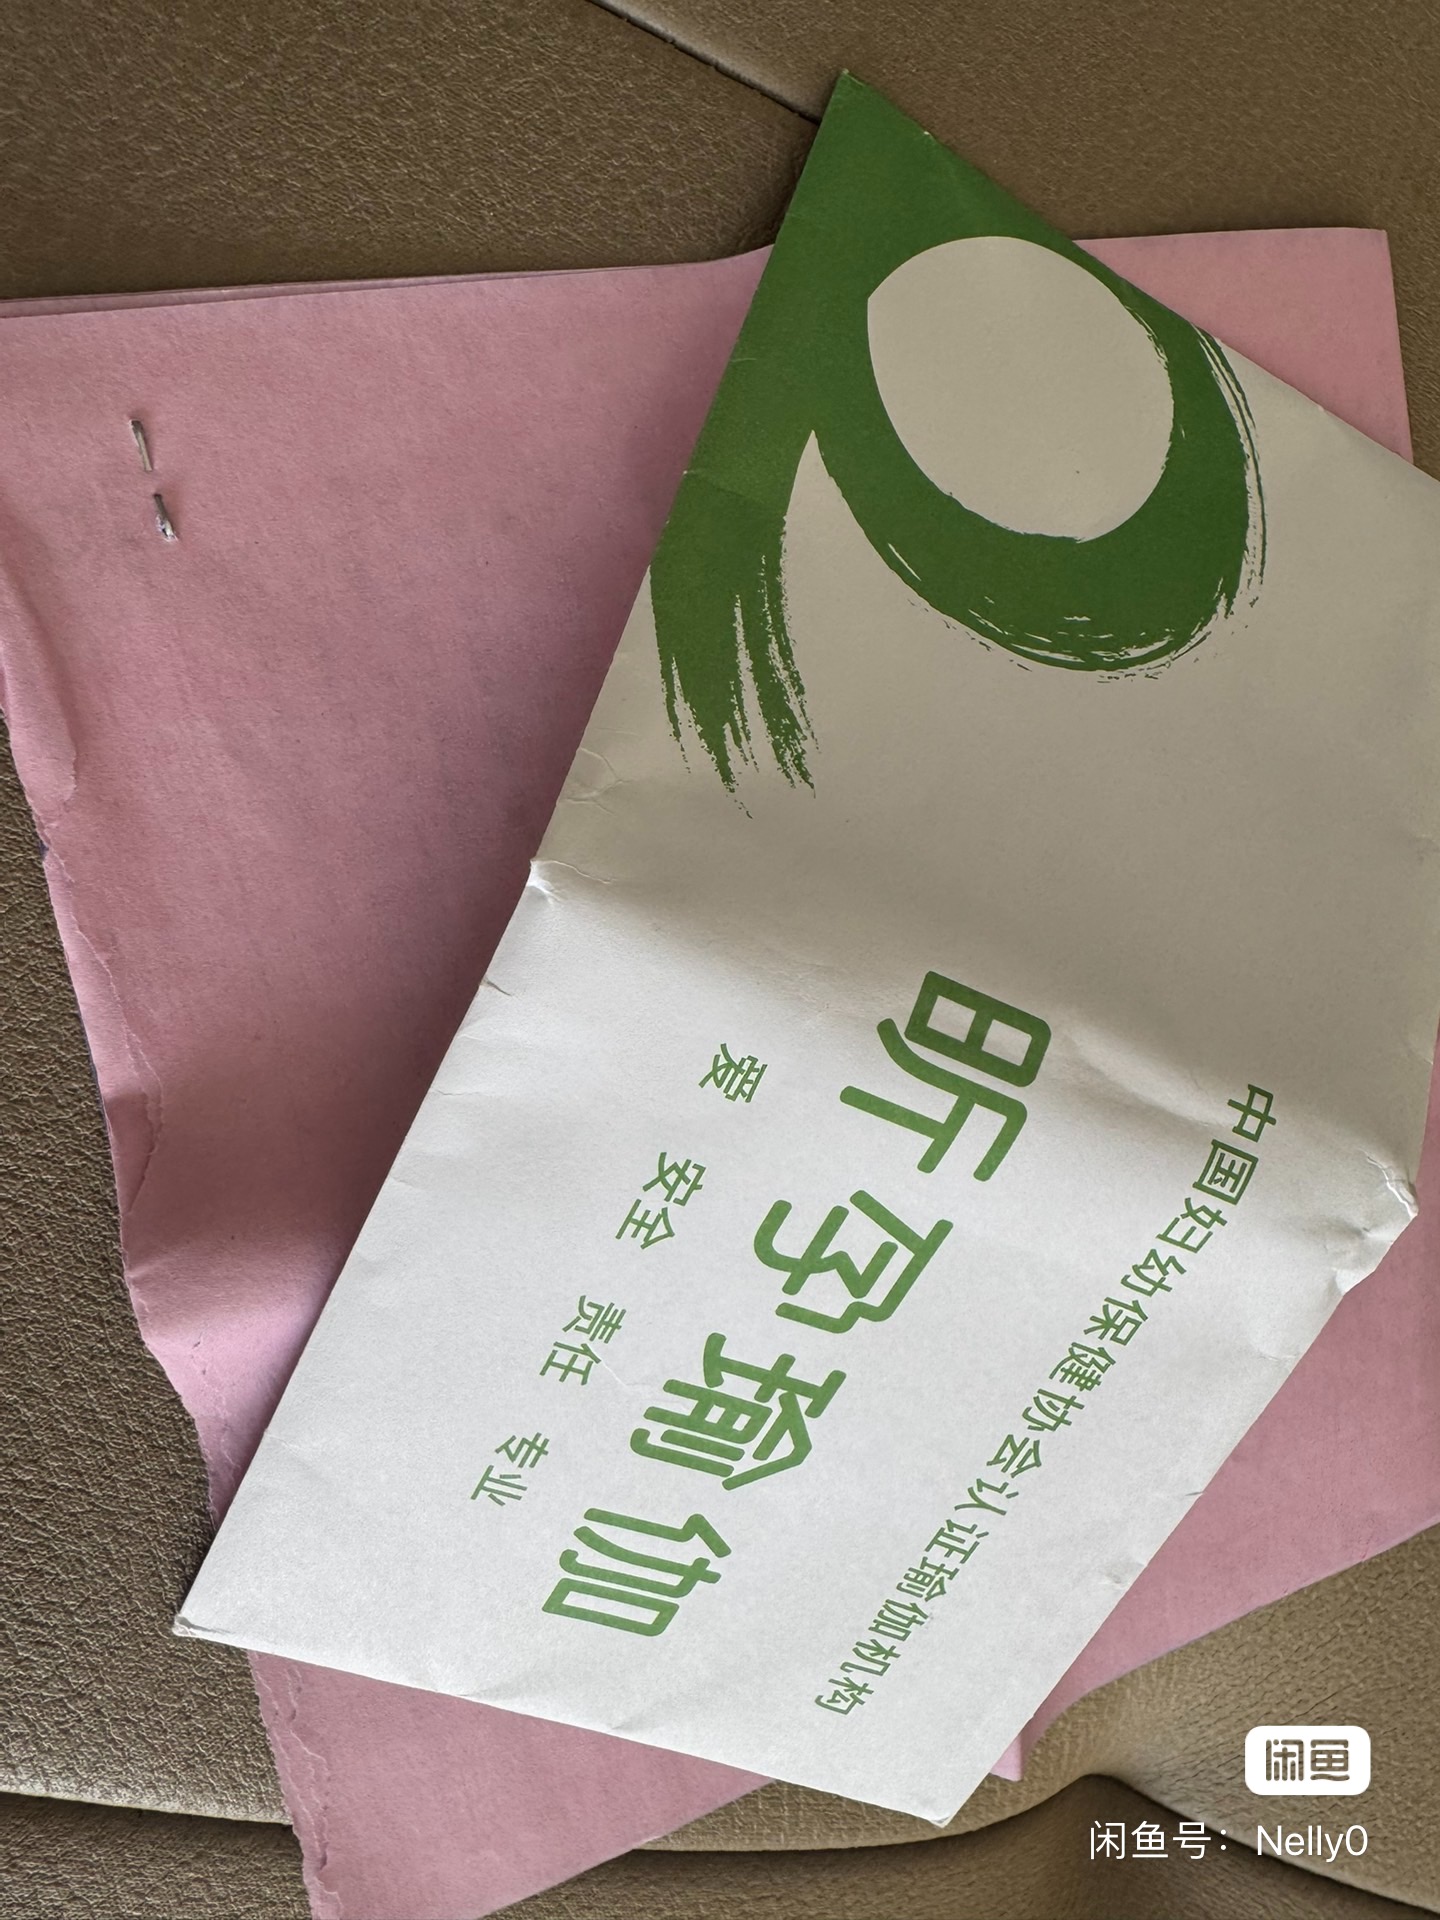 中国妇幼保健协会认证瑜伽机构
昕孕瑜伽
爱 安全 责任 专业
闲鱼
闲鱼号：Nelly0